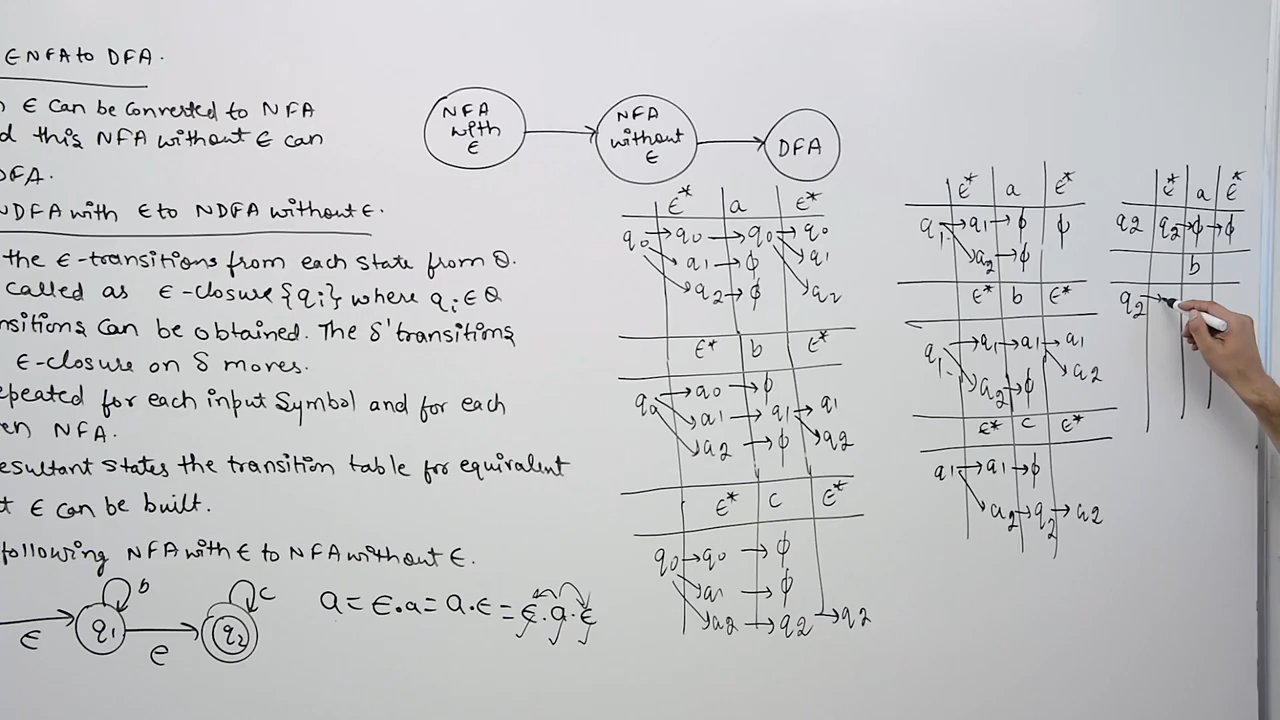 ϵ NFA to DFA.
ϵ Can be Converted to NFA
this NFA without ϵ can
DFA.
NDFA with ϵ to NDFA without ϵ.
the ϵ-transitions from each State from Q.
called as ϵ-closure {qi} where qi ∈ Q
Can be obtained. The δ' transitions
ϵ-closure on δ moves.
for each input Symbol and for each
NFA.
States the transition table for equivalent
ϵ can be built.
following NFA with ϵ to NFA without ϵ.
ϵ q1 b e q2 c
a = ϵ.a = a.ϵ = ϵ.a.ϵ
NFA with ϵ → NFA without ϵ → DFA
ϵ* a ϵ*
q0 → q0 → q0 → q0
q1 → ϕ q1
q2 → ϕ q2
ϵ* b ϵ*
q0 → q0 → ϕ
q1 → q1 → q1
q2 → ϕ q2
ϵ* c ϵ*
q0 → q0 → ϕ
q1 → ϕ
q2 → q2 → q2
ϵ* a ϵ*
q1 → q1 → ϕ ϕ
q2 → ϕ
ϵ* b ϵ*
q1 → q1 → q1 → q1
q2 → ϕ q2
ϵ* c ϵ*
q1 → q1 → ϕ
q2 → q2 → q2
ϵ* a ϵ*
q2 q2 → ϕ → ϕ
b
q2 →